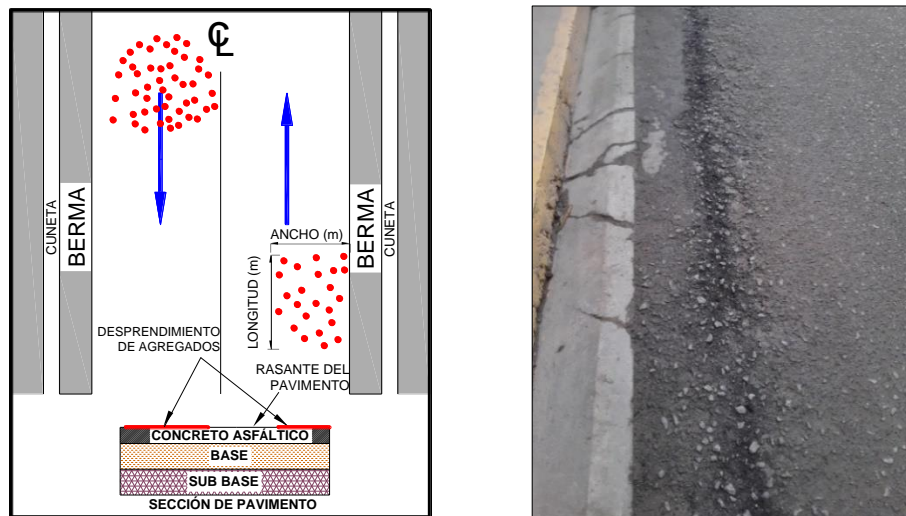 ℄
CUNETA
BERMA
ANCHO (m)
LONGITUD (m)
BERMA
CUNETA
DESPRENDIMIENTO
DE AGREGADOS
RASANTE DEL
PAVIMENTO
CONCRETO ASFÁLTICO
BASE
SUB BASE
SECCIÓN DE PAVIMENTO